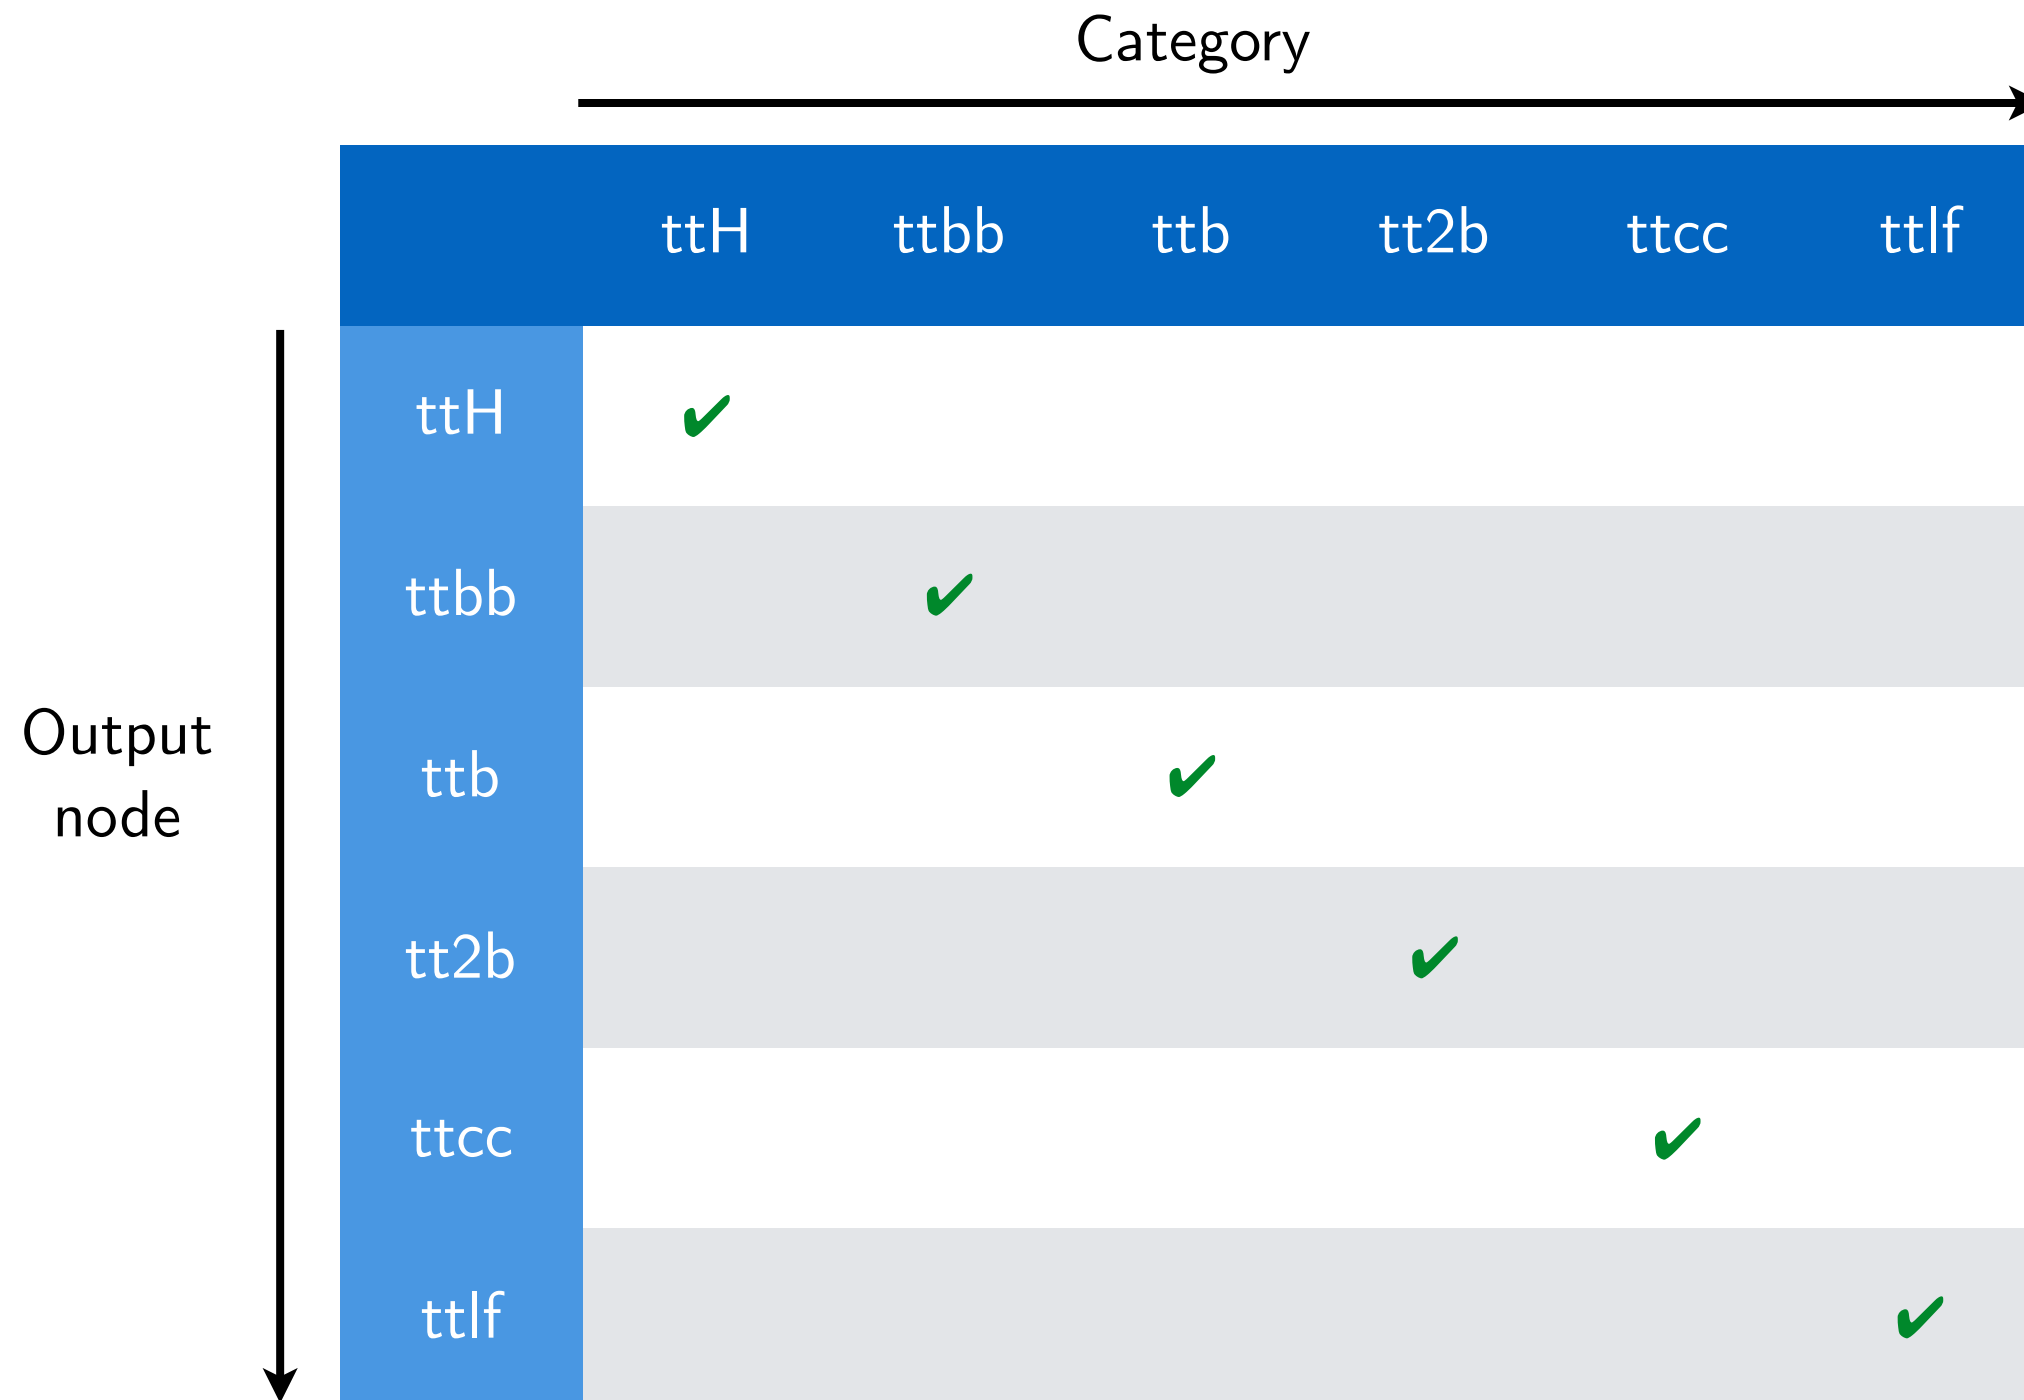 Category
ttH ttbb ttb tt2b ttcc ttlf
ttH ✔
ttbb ✔
ttb ✔
Output
node
tt2b ✔
ttcc ✔
ttlf ✔